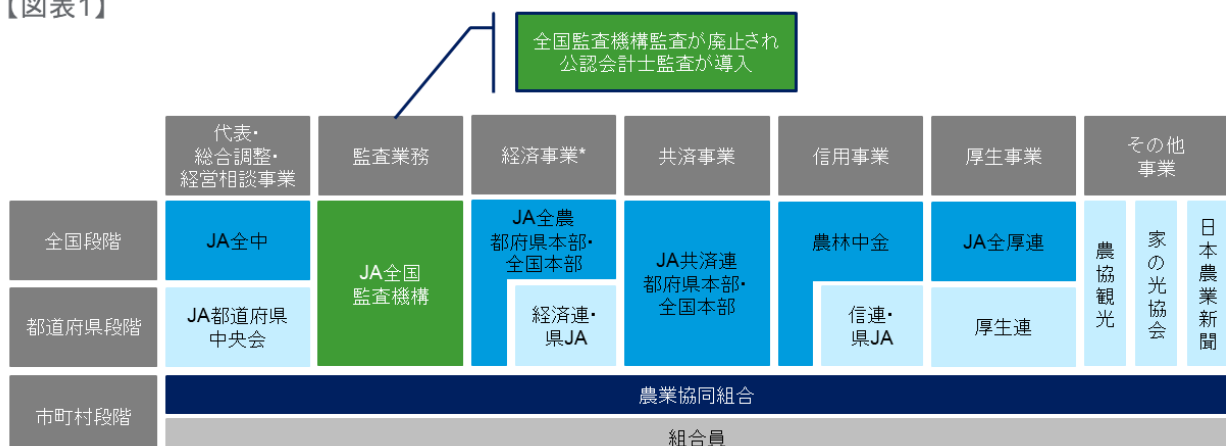 【図表1】
全国監査機構監査が廃止され
公認会計士監査が導入
代表・
総合調整・
経営相談事業
監査業務
経済事業*
共済事業
信用事業
厚生事業
その他
事業
全国段階
JA全中
JA全国
監査機構
JA全農
都府県本部・
全国本部
JA共済連
都府県本部・
全国本部
農林中金
JA全厚連
農協観光
家の光協会
日本農業新聞
都道府県段階
JA都道府県
中央会
経済連・
県JA
信連・
県JA
厚生連
市町村段階
農業協同組合
組合員